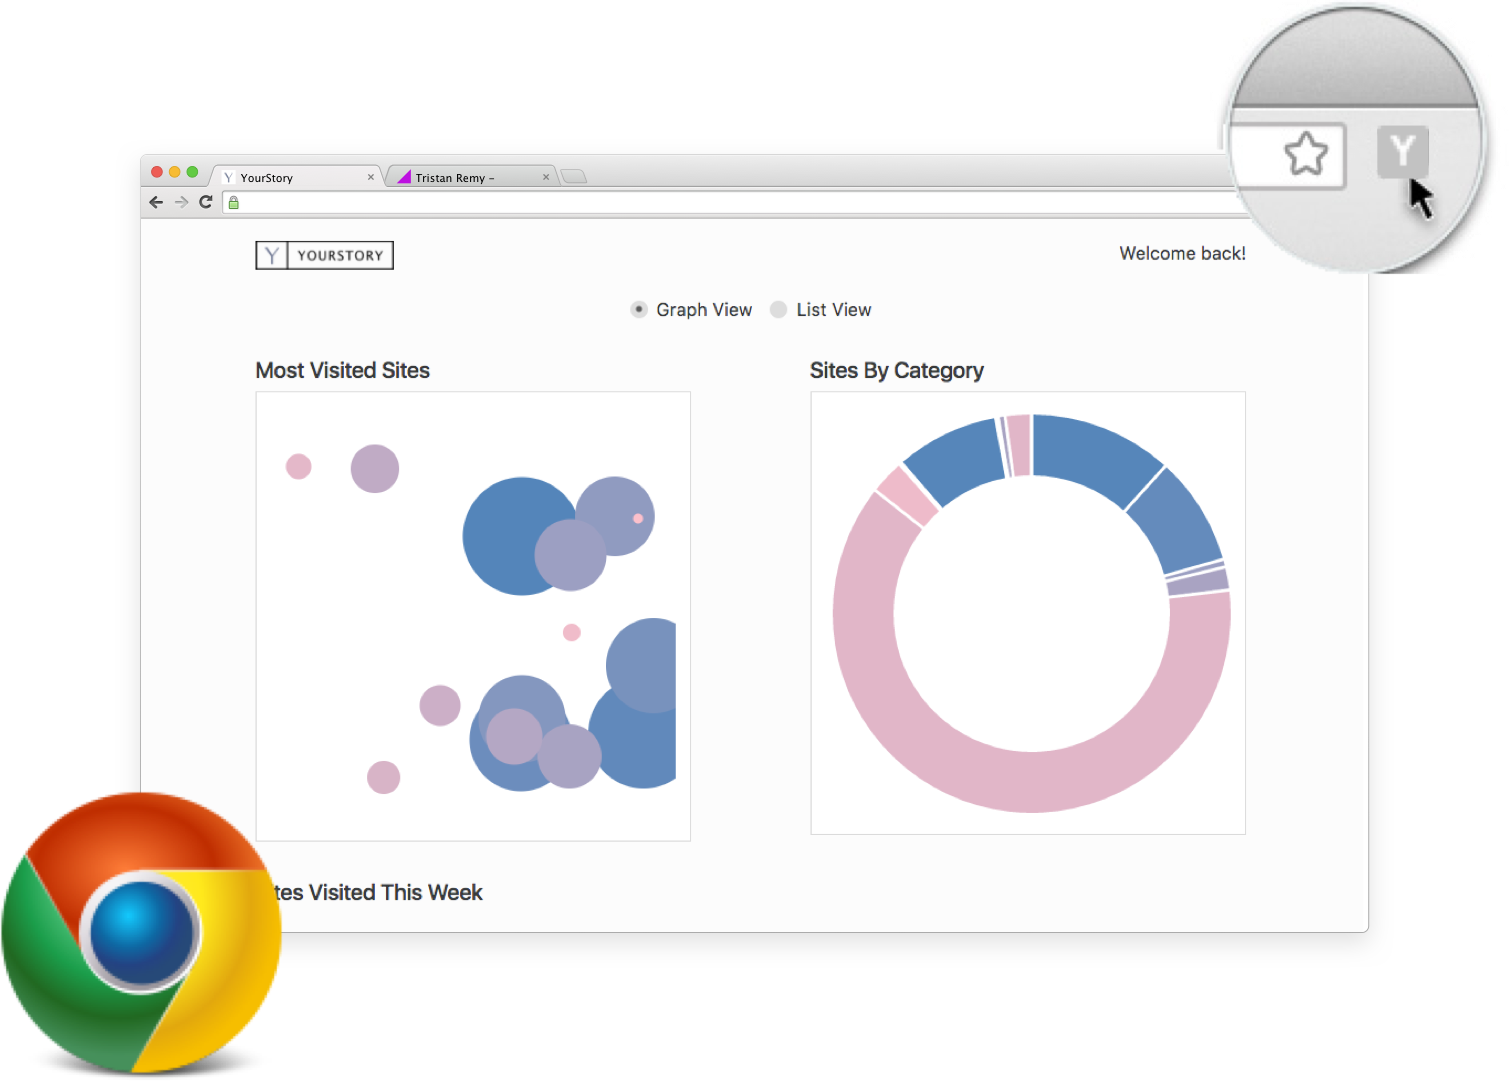 Y
YourStory
Tristan Remy –
Y YOURSTORY
Welcome back!
Graph View
List View
Most Visited Sites
Sites By Category
tes Visited This Week